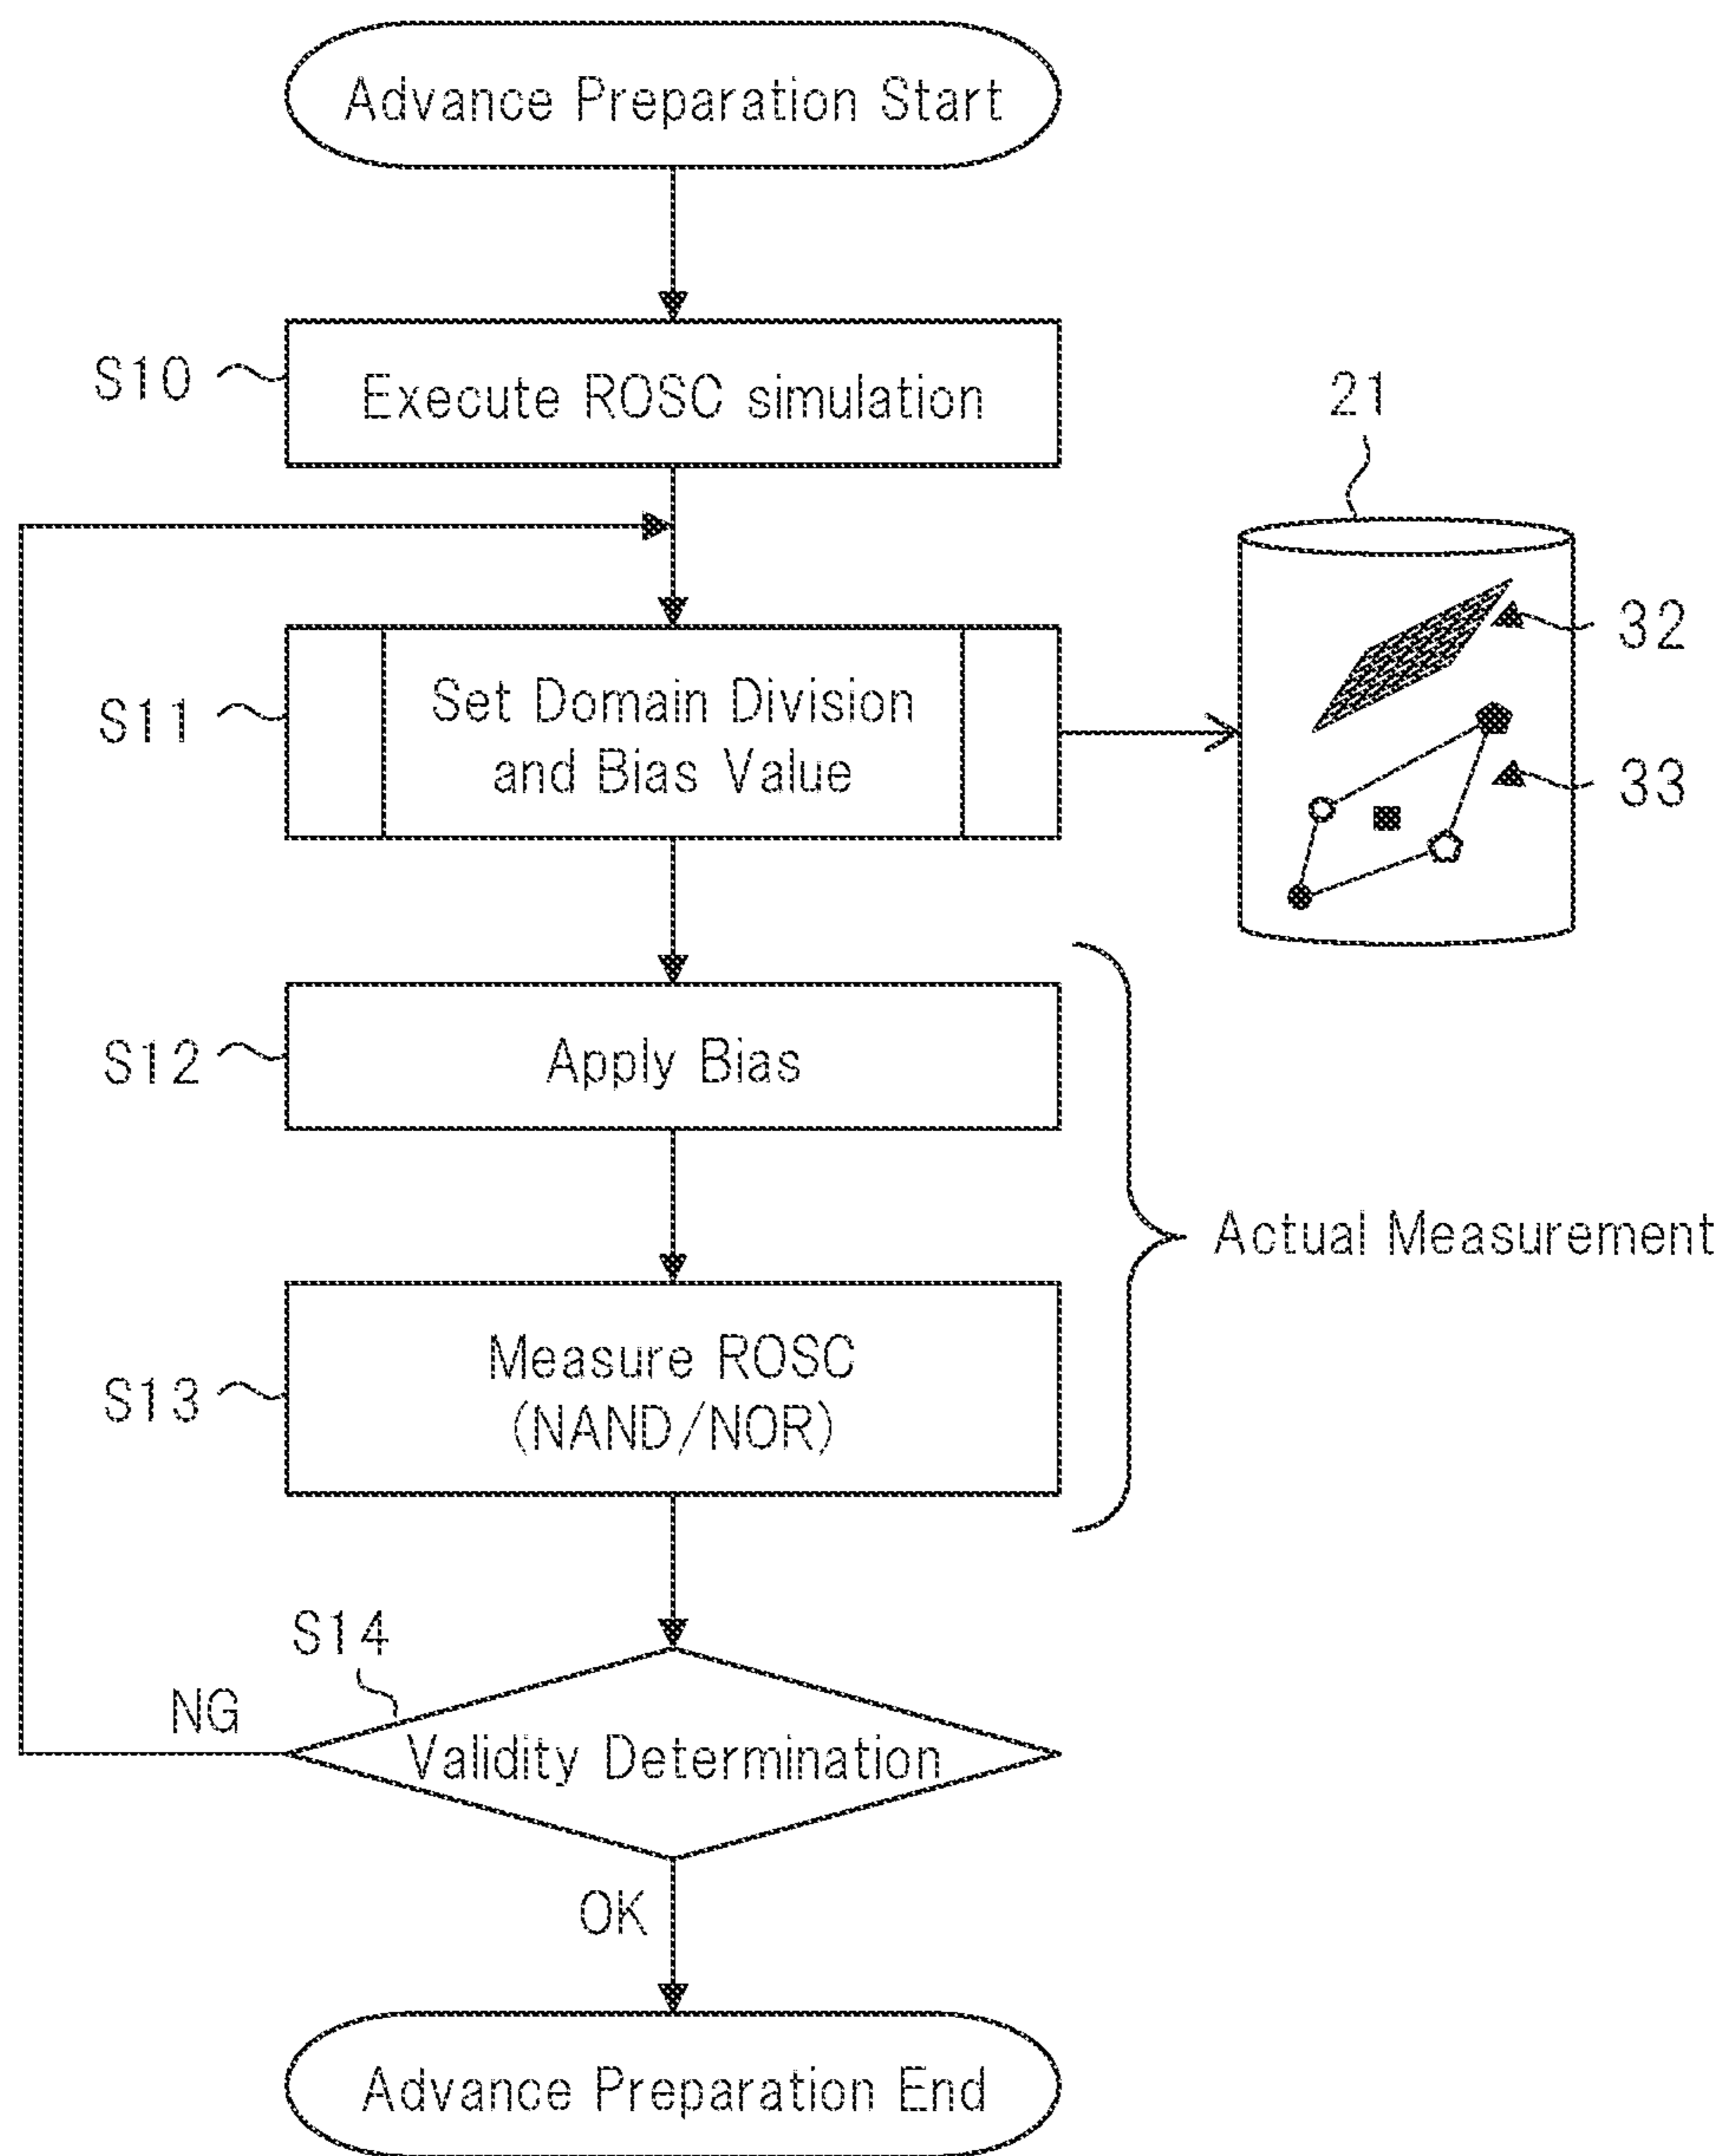 Advance Preparation Start
S10
Execute ROSC simulation
21
32
33
S11
Set Domain Division
and Bias Value
S12
Apply Bias
Actual Measurement
S13
Measure ROSC
(NAND/NOR)
S14
NG
Validity Determination
OK
Advance Preparation End